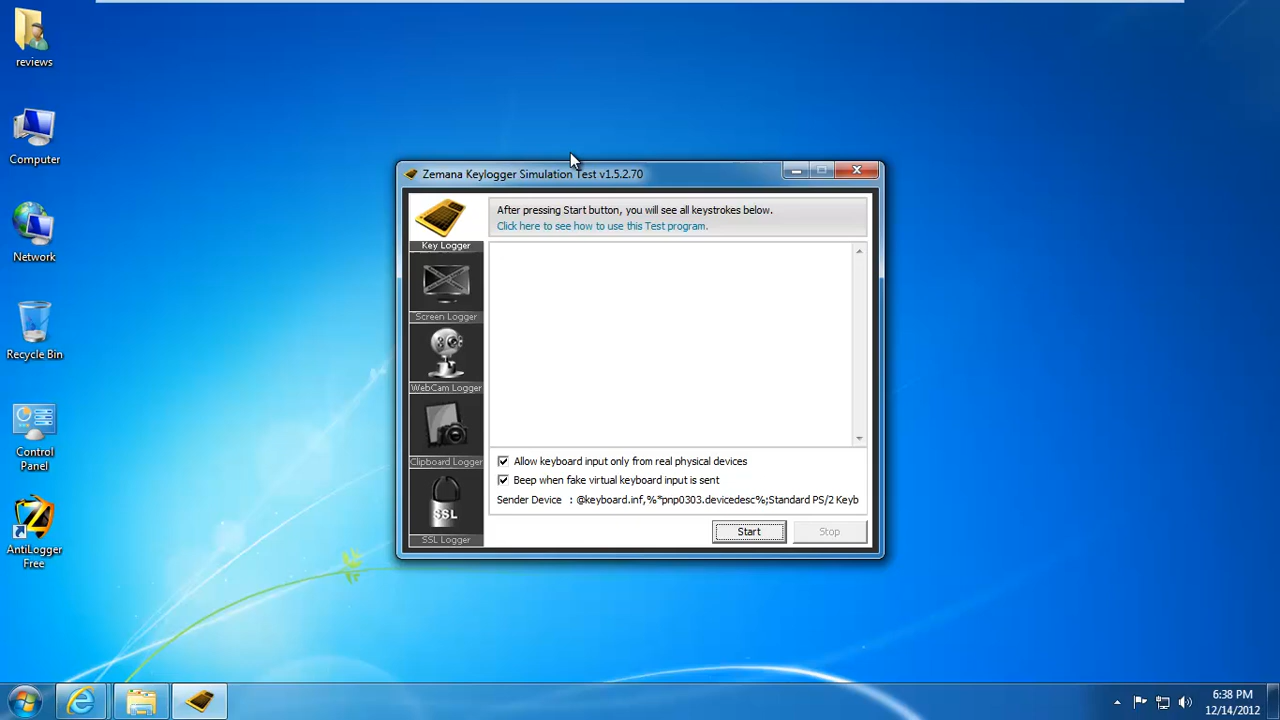 reviews
Computer
Network
Recycle Bin
Control
Panel
AntiLogger
Free
Zemana Keylogger Simulation Test v1.5.2.70
After pressing Start button, you will see all keystrokes below.
Click here to see how to use this Test program.
Key Logger
Screen Logger
WebCam Logger
Clipboard Logger
SSL
SSL Logger
Allow keyboard input only from real physical devices
Beep when fake virtual keyboard input is sent
Sender Device : @keyboard.inf,%*pnp0303.devicedesc%;Standard PS/2 Keyb
Start
Stop
6:38 PM
12/14/2012